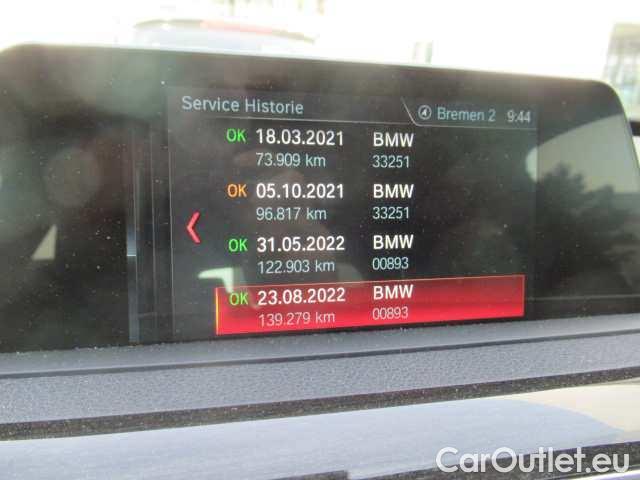 Service Historie
Bremen 2 9:44
OK 18.03.2021 BMW
73.909 km 33251
OK 05.10.2021 BMW
96.817 km 33251
OK 31.05.2022 BMW
122.903 km 00893
OK 23.08.2022 BMW
139.279 km 00893
CarOutlet.eu